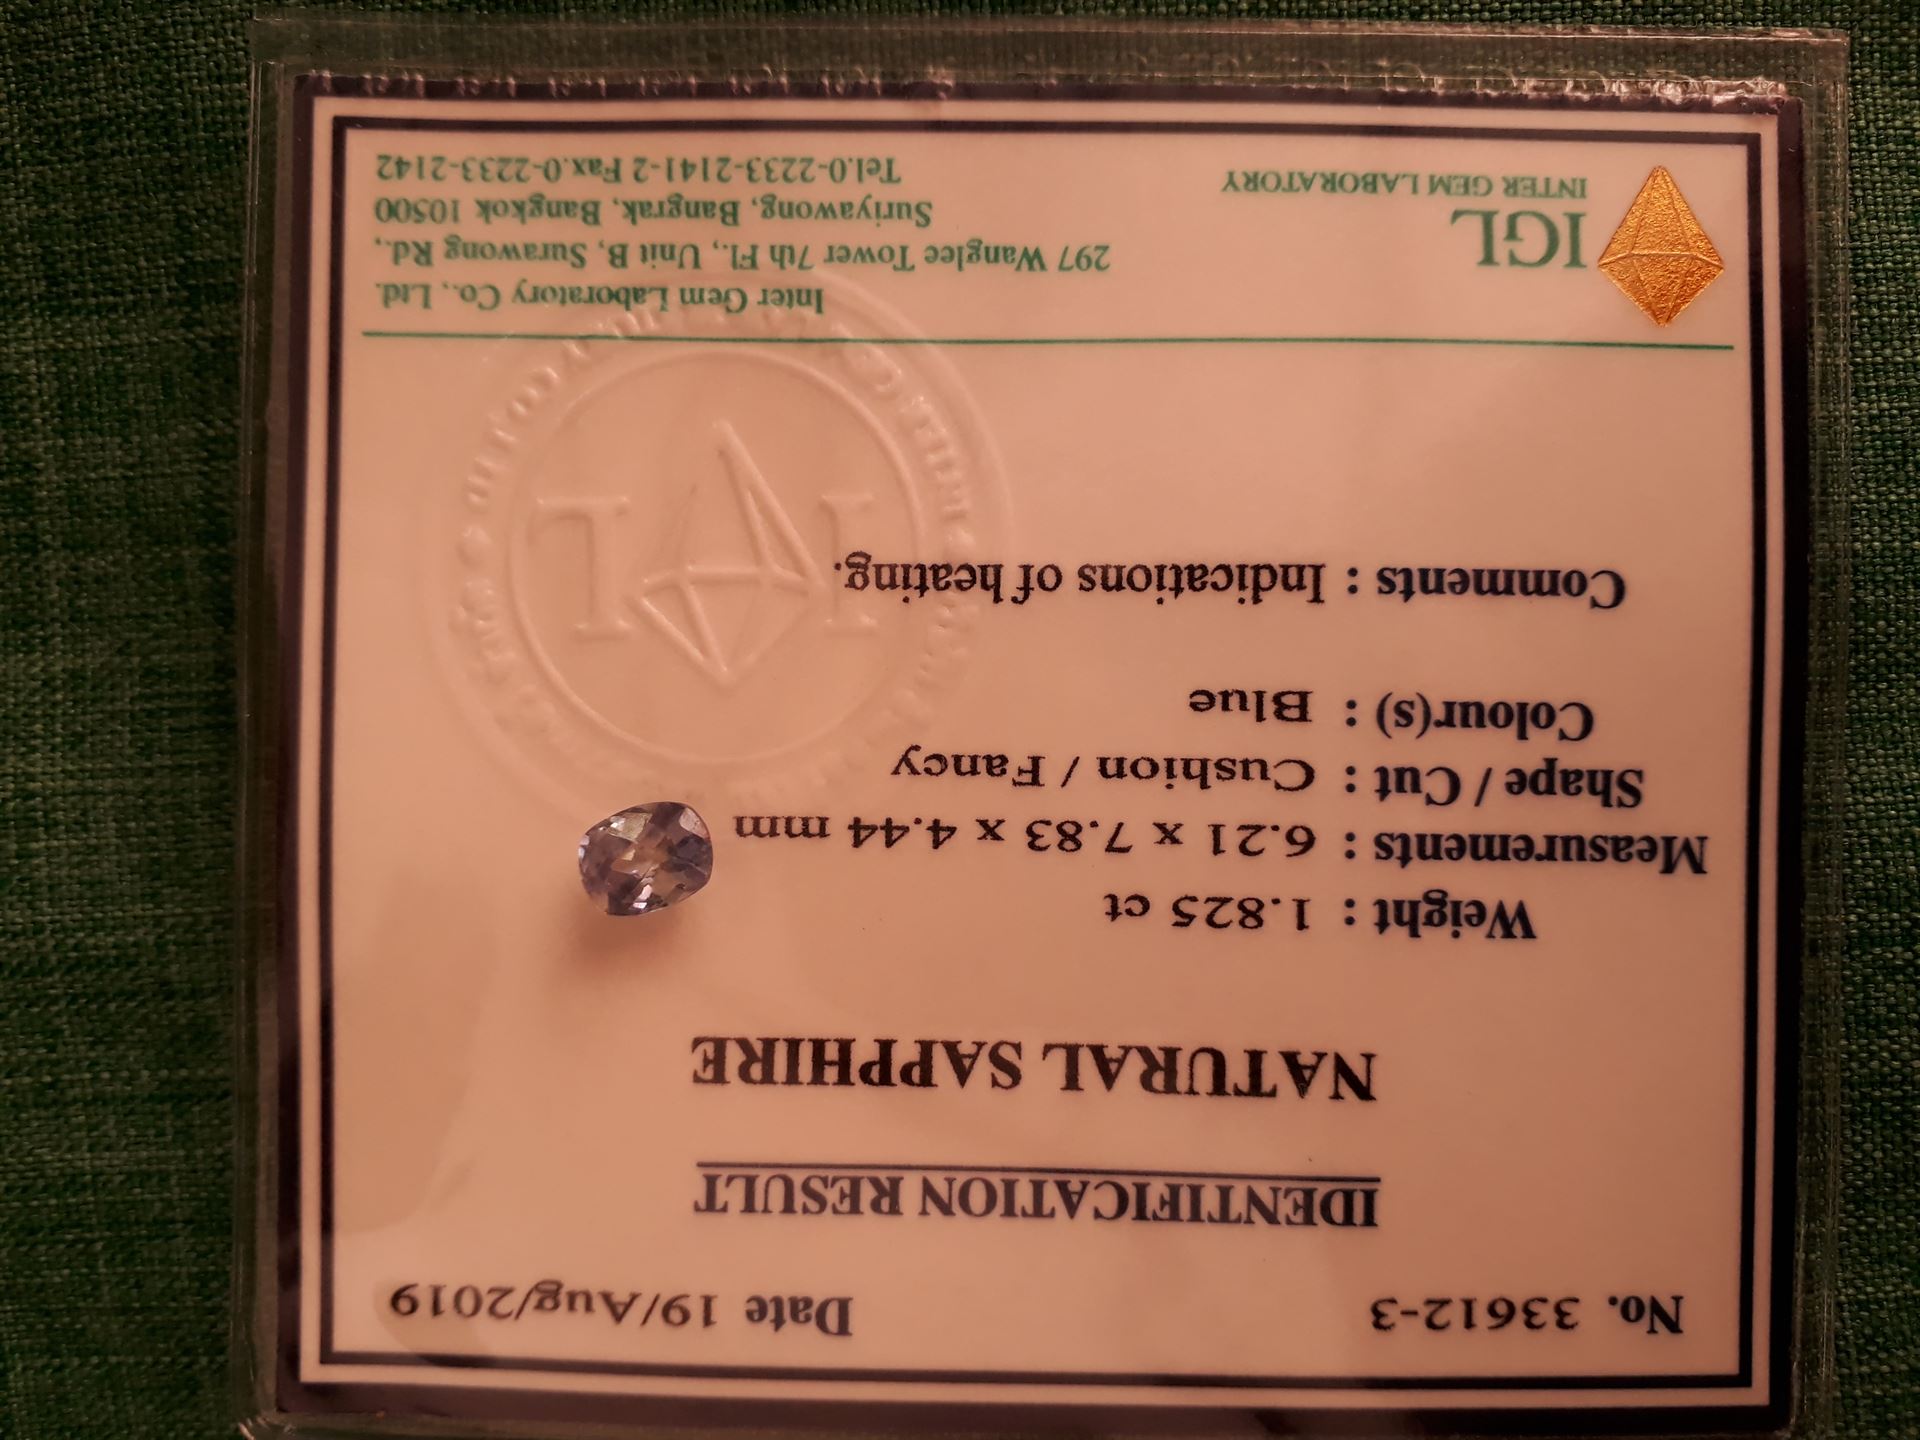 No. 33612-3 Date 19/Aug/2019
IDENTIFICATION RESULT
NATURAL SAPPHIRE
Weight : 1.825 ct
Measurements : 6.21 x 7.83 x 4.44 mm
Shape / Cut : Cushion / Fancy
Colour(s) : Blue
Comments : Indications of heating.
IGL
INTER GEM LABORATORY
Inter Gem Laboratory Co., Ltd.
297 Wanglee Tower 7th Fl., Unit B, Surawong Rd.,
Suriyawong, Bangrak, Bangkok 10500
Tel.0-2233-2141-2 Fax.0-2233-2142
I L